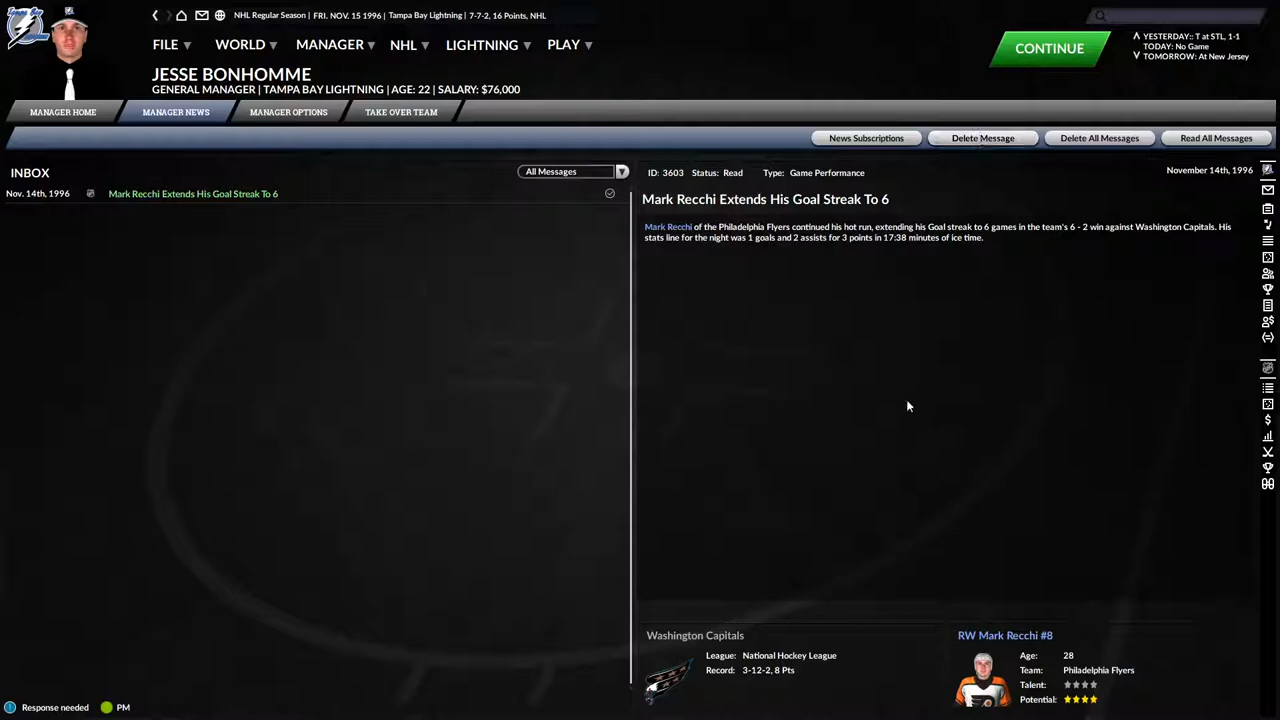 NHL Regular Season | FRI. NOV. 15 1996 | Tampa Bay Lightning | 7-7-2, 16 Points, NHL
FILE WORLD MANAGER NHL LIGHTNING PLAY
CONTINUE
YESTERDAY:: T at STL, 1-1
TODAY: No Game
TOMORROW: At New Jersey
JESSE BONHOMME
GENERAL MANAGER | TAMPA BAY LIGHTNING | AGE: 22 | SALARY: $76,000
MANAGER HOME MANAGER NEWS MANAGER OPTIONS TAKE OVER TEAM
News Subscriptions Delete Message Delete All Messages Read All Messages
INBOX
All Messages
Nov. 14th, 1996 Mark Recchi Extends His Goal Streak To 6
ID: 3603 Status: Read Type: Game Performance November 14th, 1996
Mark Recchi Extends His Goal Streak To 6
Mark Recchi of the Philadelphia Flyers continued his hot run, extending his Goal streak to 6 games in the team's 6 - 2 win against Washington Capitals. His
stats line for the night was 1 goals and 2 assists for 3 points in 17:38 minutes of ice time.
Washington Capitals
League: National Hockey League
Record: 3-12-2, 8 Pts
RW Mark Recchi #8
Age: 28
Team: Philadelphia Flyers
Talent:
Potential:
Response needed PM